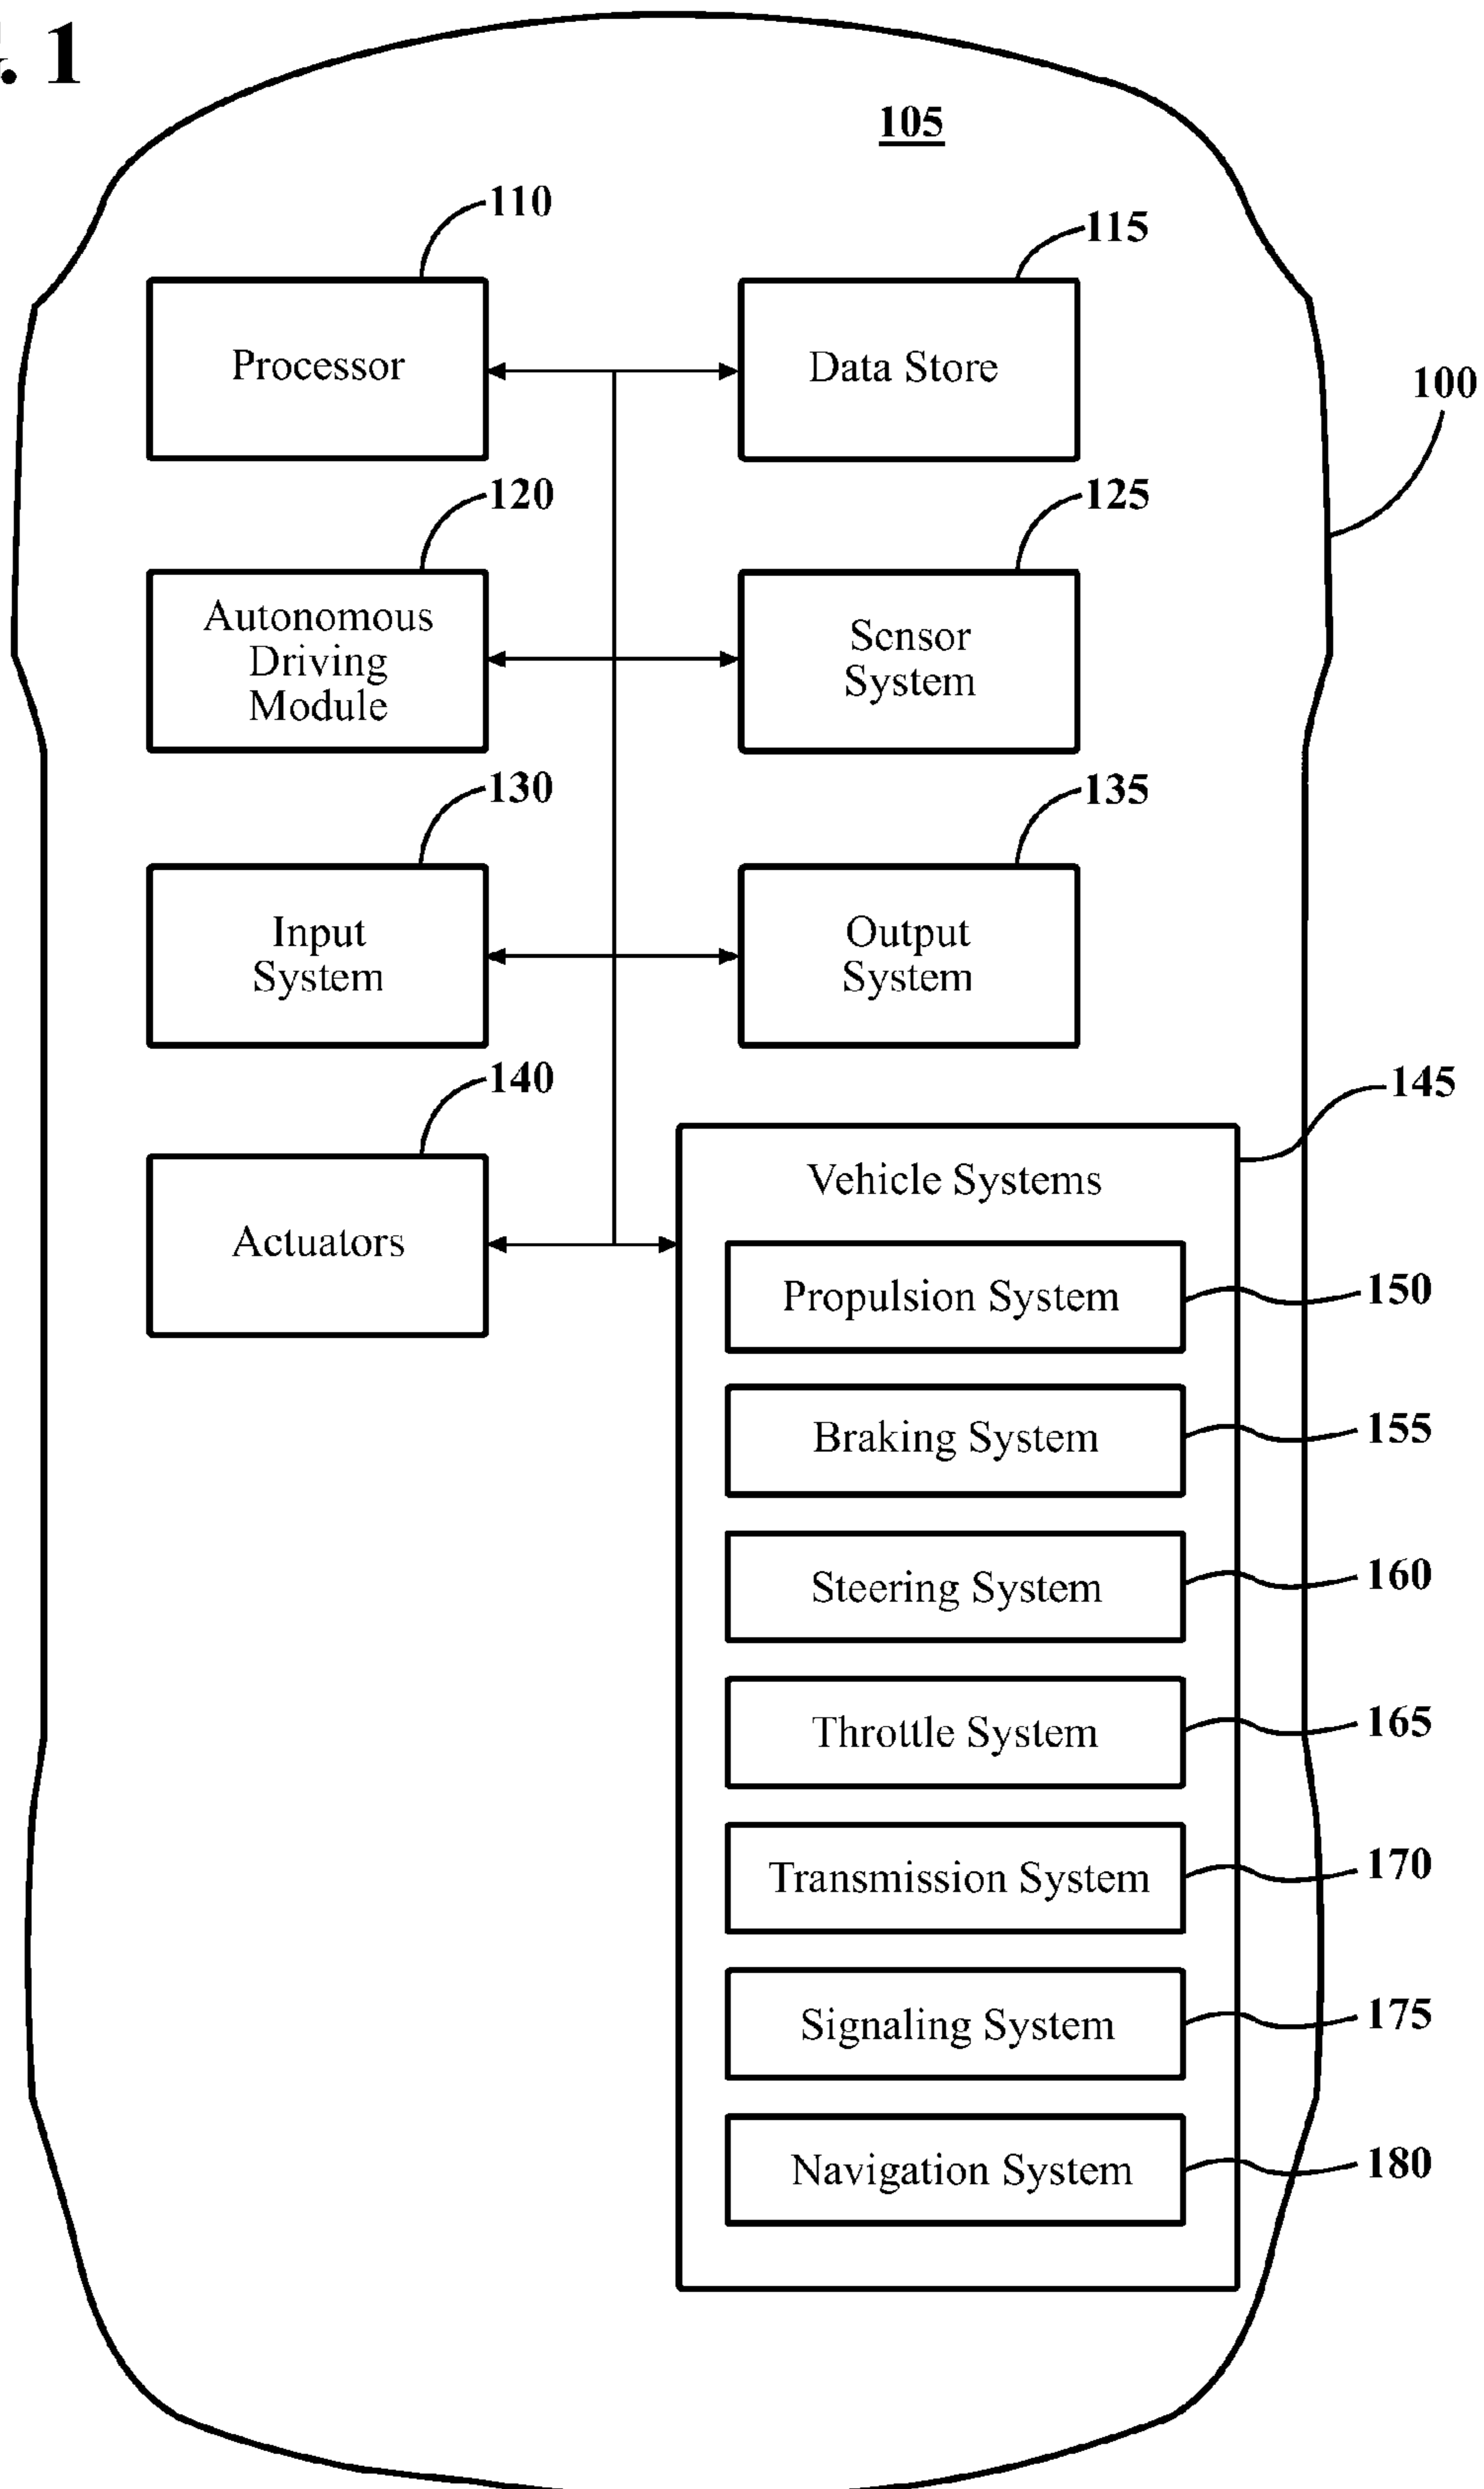 . 1
105
110
115
Processor
Data Store
100
120
125
Autonomous
Driving
Module
Sensor
System
130
135
Input
System
Output
System
140
145
Actuators
Vehicle Systems
Propulsion System
150
Braking System
155
Steering System
160
Throttle System
165
Transmission System
170
Signaling System
175
Navigation System
180